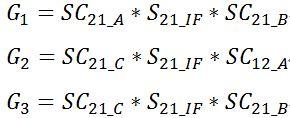 G₁ = SC₂₁_A * S₂₁_IF * SC₂₁_B
G₂ = SC₂₁_C * S₂₁_IF * SC₁₂_A
G₃ = SC₂₁_C * S₂₁_IF * SC₂₁_B